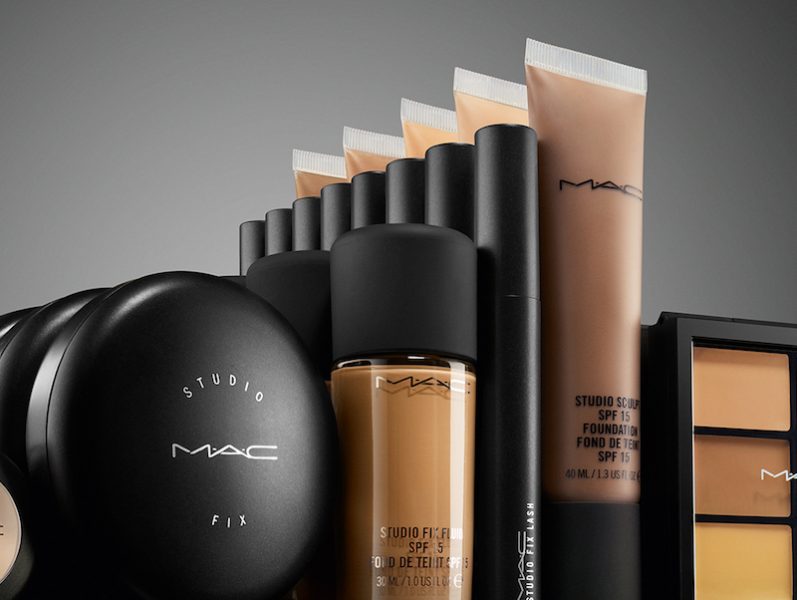 STUDIO
M·A·C
FIX
M·A·C
STUDIO FIX FLUID
SPF 15
FOND DE TEINT SPF 15
30 ML / 1.0 US FL
M·A·C
STUDIO FIX LASH
M·A·C
STUDIO SCULPT
SPF 15
FOUNDATION
FOND DE TEINT
SPF 15
40 ML / 1.3 US FL OZ